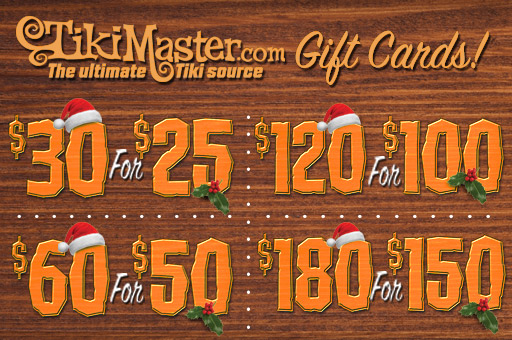 TikiMaster.com
The ultimate Tiki source
Gift Cards!
$30 For $25
$120 For $100
$60 For $50
$180 For $150